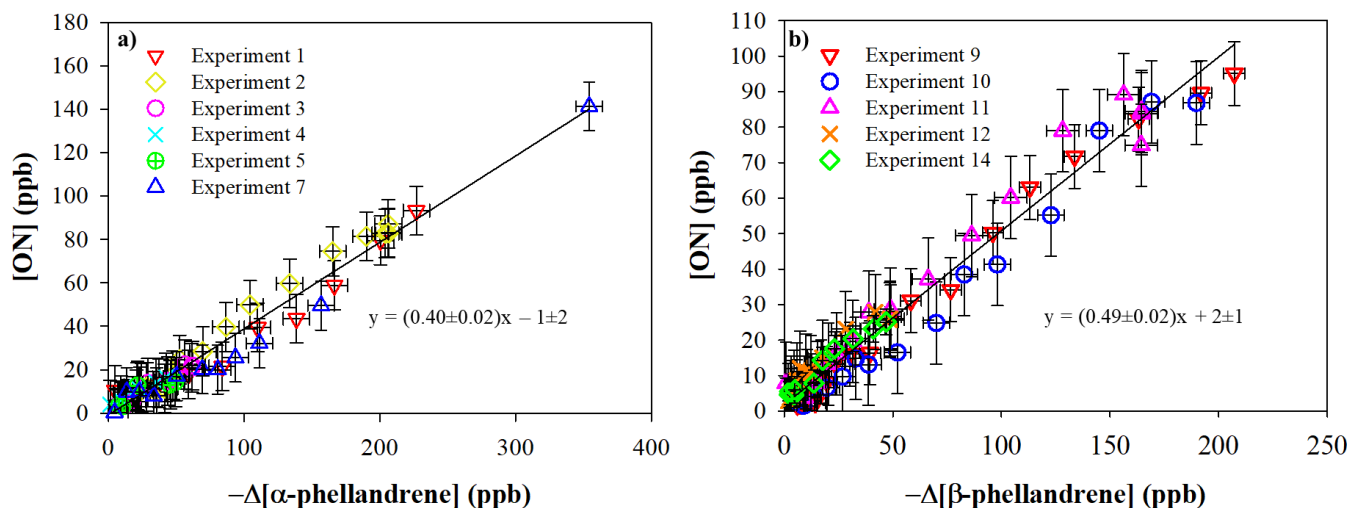 a)
[ON] (ppb)
180
160
140
120
100
80
60
40
20
0
Experiment 1
Experiment 2
Experiment 3
Experiment 4
Experiment 5
Experiment 7
y = (0.40±0.02)x − 1±2
0 100 200 300 400
−Δ[α-phellandrene] (ppb)
b)
[ON] (ppb)
110
100
90
80
70
60
50
40
30
20
10
0
Experiment 9
Experiment 10
Experiment 11
Experiment 12
Experiment 14
y = (0.49±0.02)x + 2±1
0 50 100 150 200 250
−Δ[β-phellandrene] (ppb)